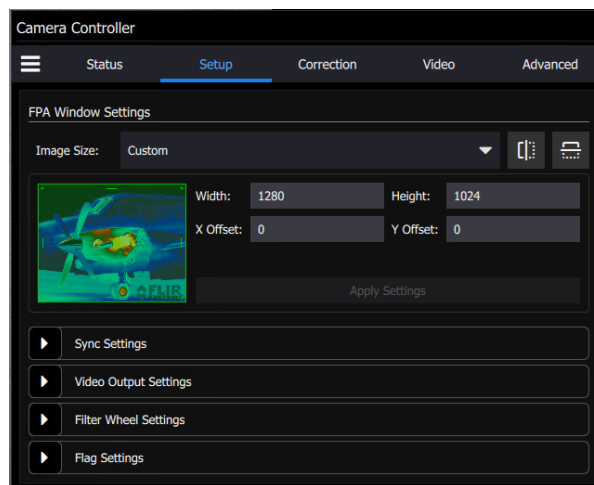 Camera Controller
Status Setup Correction Video Advanced
FPA Window Settings
Image Size: Custom
Width: 1280 Height: 1024
X Offset: 0 Y Offset: 0
FLIR
Apply Settings
Sync Settings
Video Output Settings
Filter Wheel Settings
Flag Settings